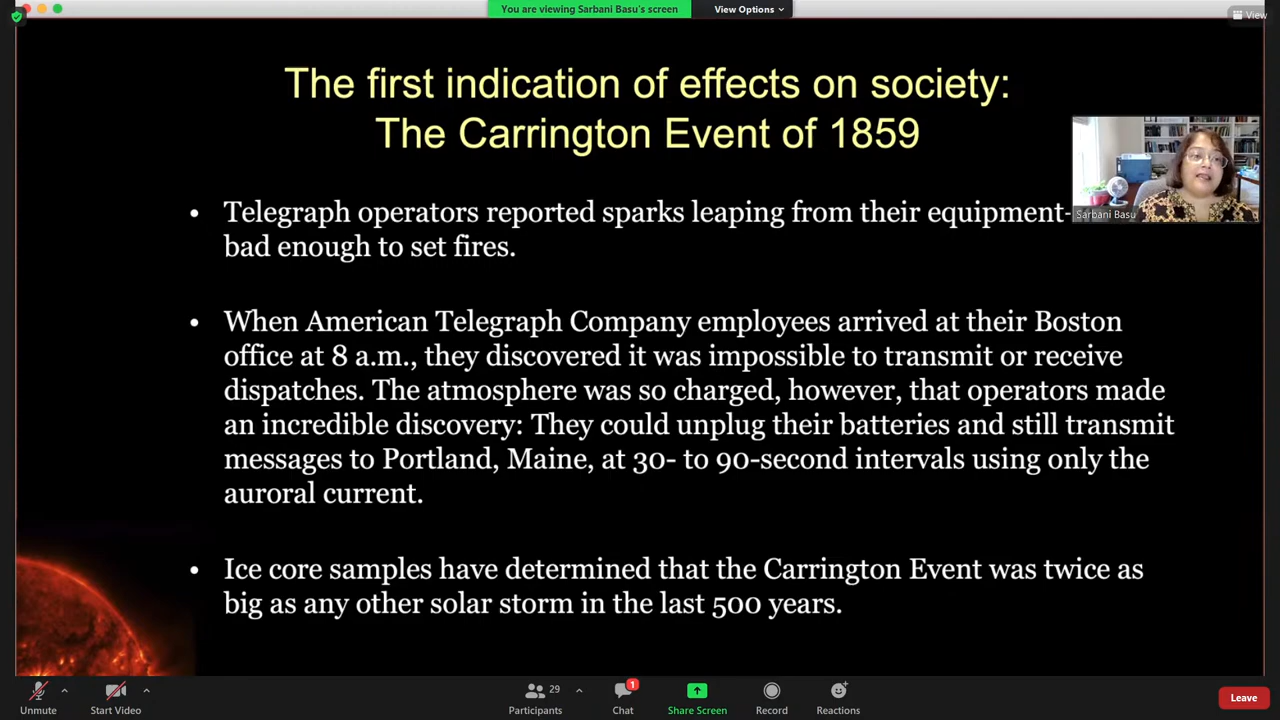 You are viewing Sarbani Basu's screen
View Options
View
The first indication of effects on society:
The Carrington Event of 1859
Sarbani Basu
• Telegraph operators reported sparks leaping from their equipment-
bad enough to set fires.
• When American Telegraph Company employees arrived at their Boston
office at 8 a.m., they discovered it was impossible to transmit or receive
dispatches. The atmosphere was so charged, however, that operators made
an incredible discovery: They could unplug their batteries and still transmit
messages to Portland, Maine, at 30- to 90-second intervals using only the
auroral current.
• Ice core samples have determined that the Carrington Event was twice as
big as any other solar storm in the last 500 years.
Unmute
Start Video
29
Participants
1
Chat
Share Screen
Record
Reactions
Leave